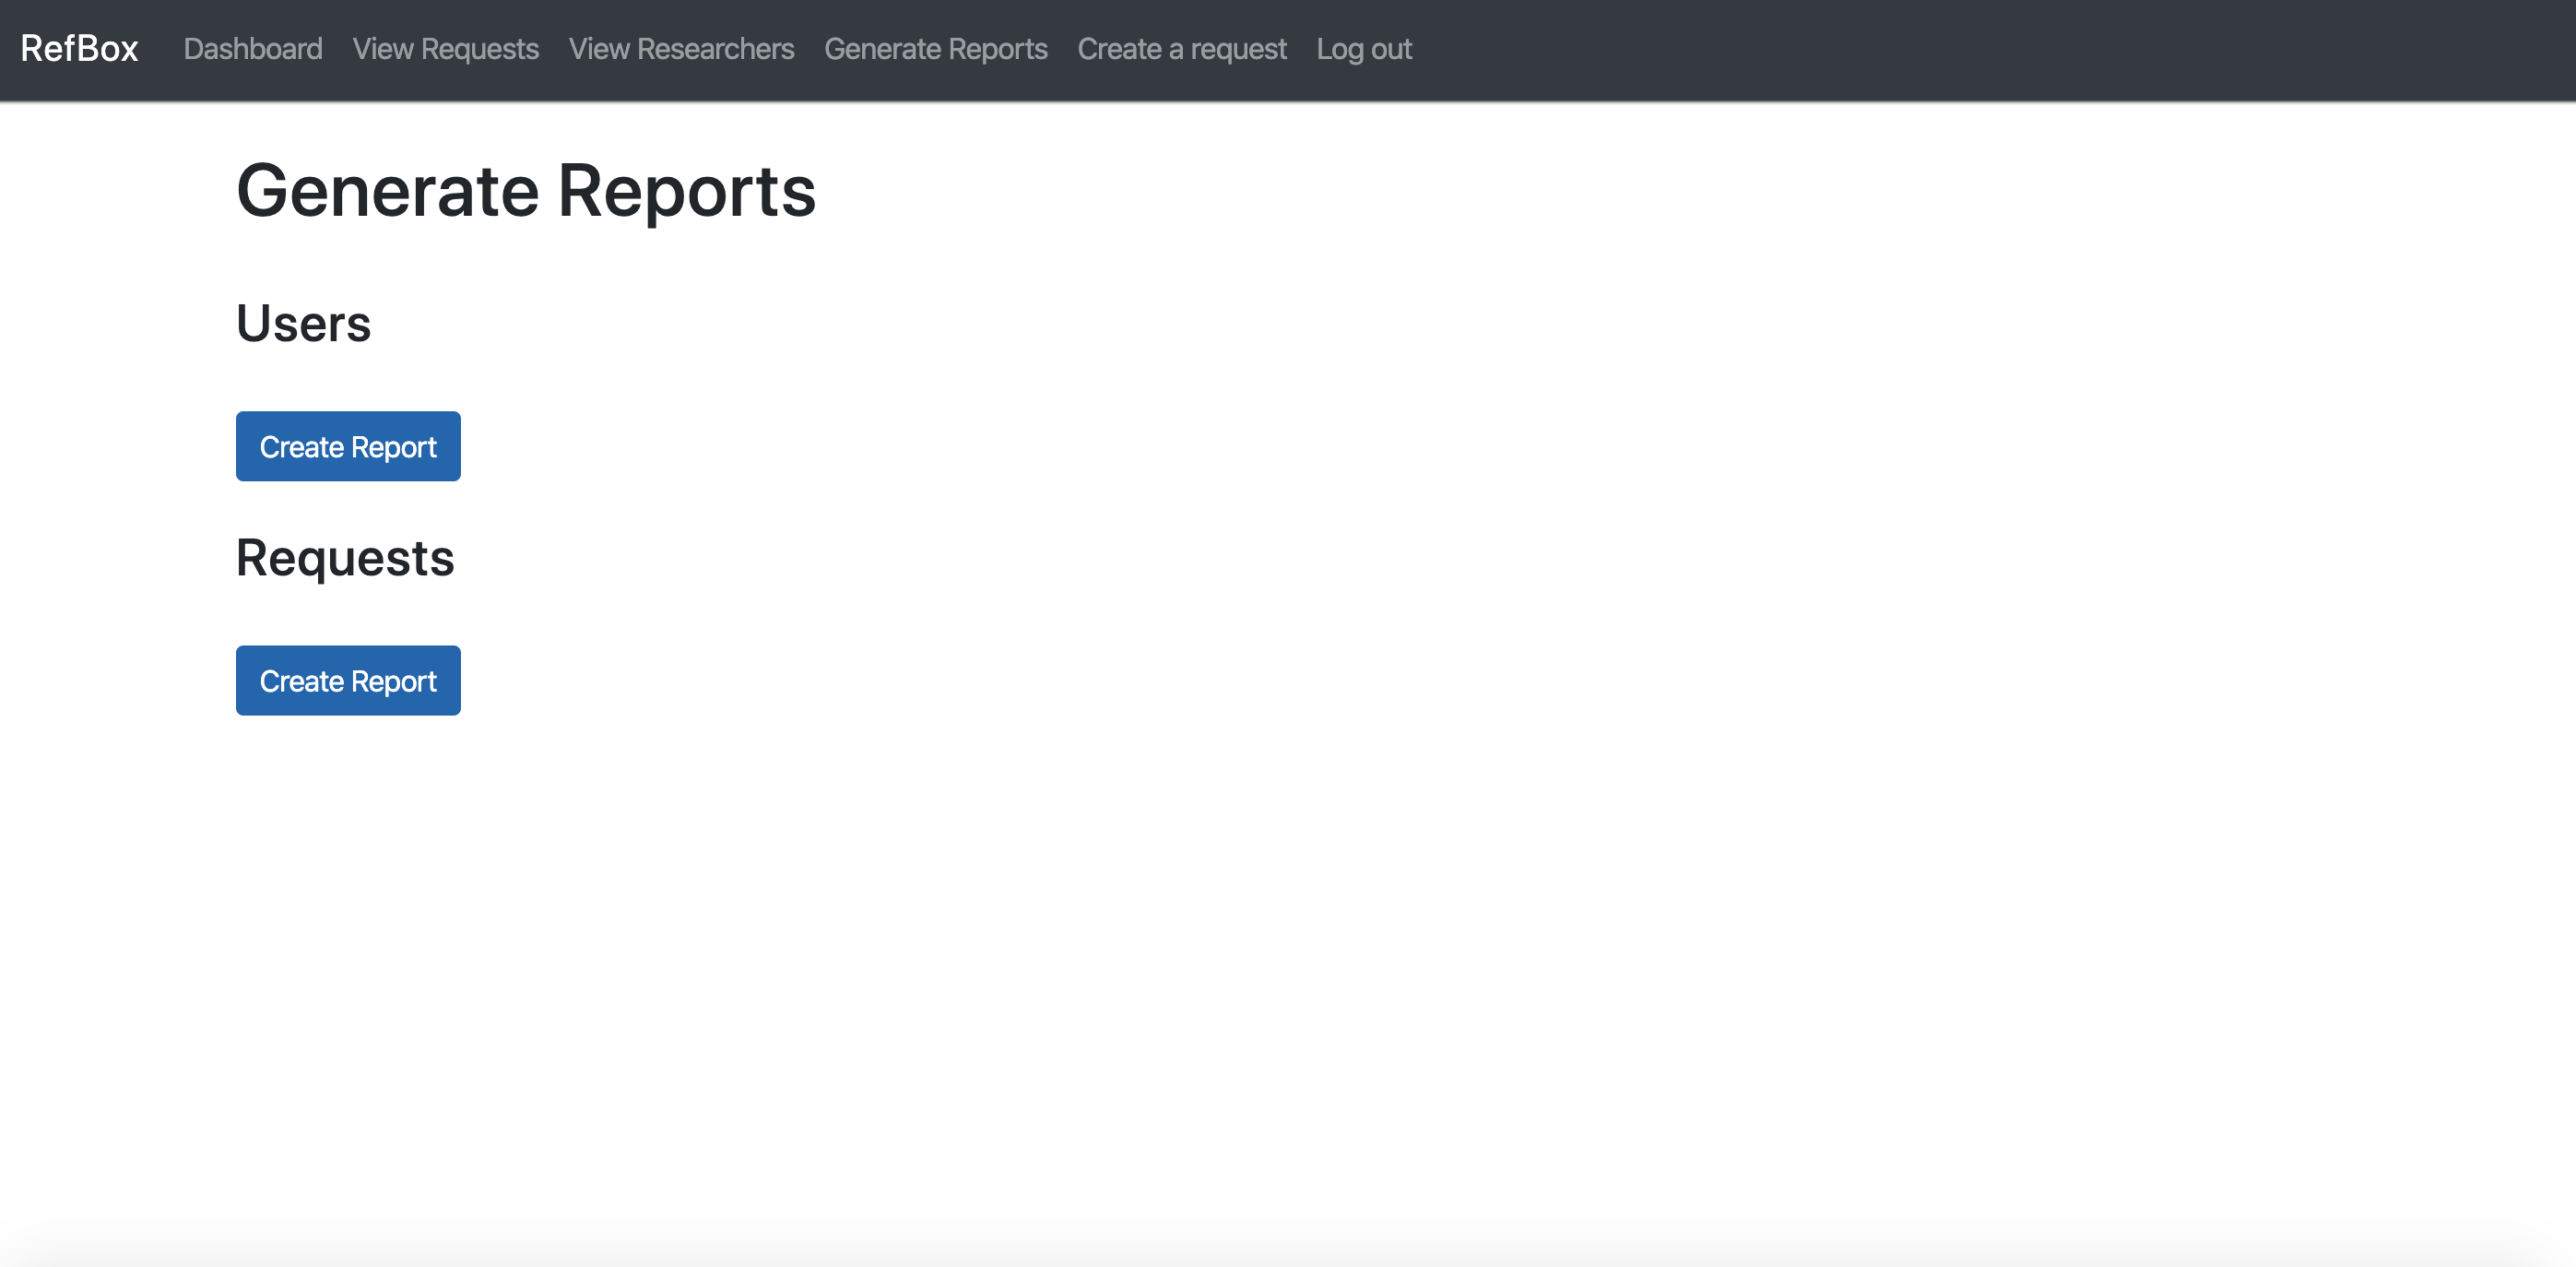 RefBox Dashboard View Requests View Researchers Generate Reports Create a request Log out
Generate Reports
Users
Create Report
Requests
Create Report